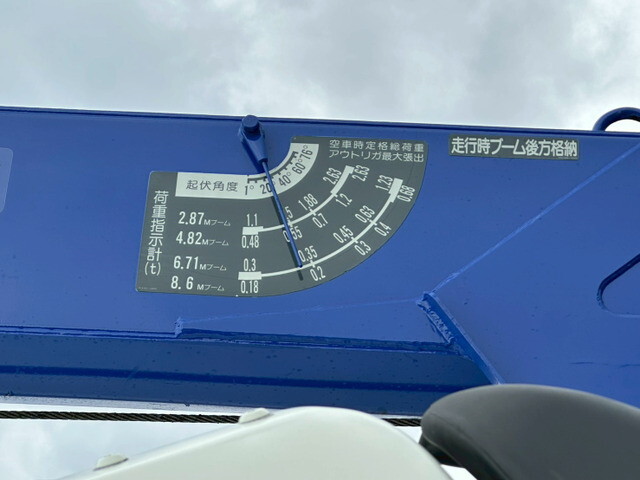 空車時定格総荷重
アウトリガ最大張出
走行時ブーム後方格納
起伏角度
1° 20 40° 60° 76°
荷重指示計(t)
2.87Mブーム 1.1 5 1.88 2.63
4.82Mブーム 0.48 55 0.7 1.2 2.63
6.71Mブーム 0.3 0.35 0.45 0.63 1.23
8.6Mブーム 0.18 0.2 0.3 0.4 0.68